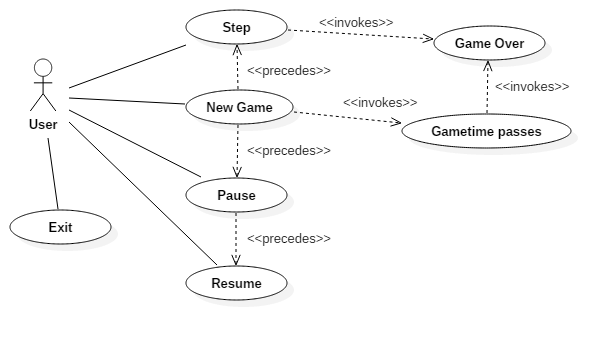 Step
<<invokes>>
Game Over
<<precedes>>
<<invokes>>
New Game
<<invokes>>
User
Gametime passes
<<precedes>>
Pause
Exit
<<precedes>>
Resume